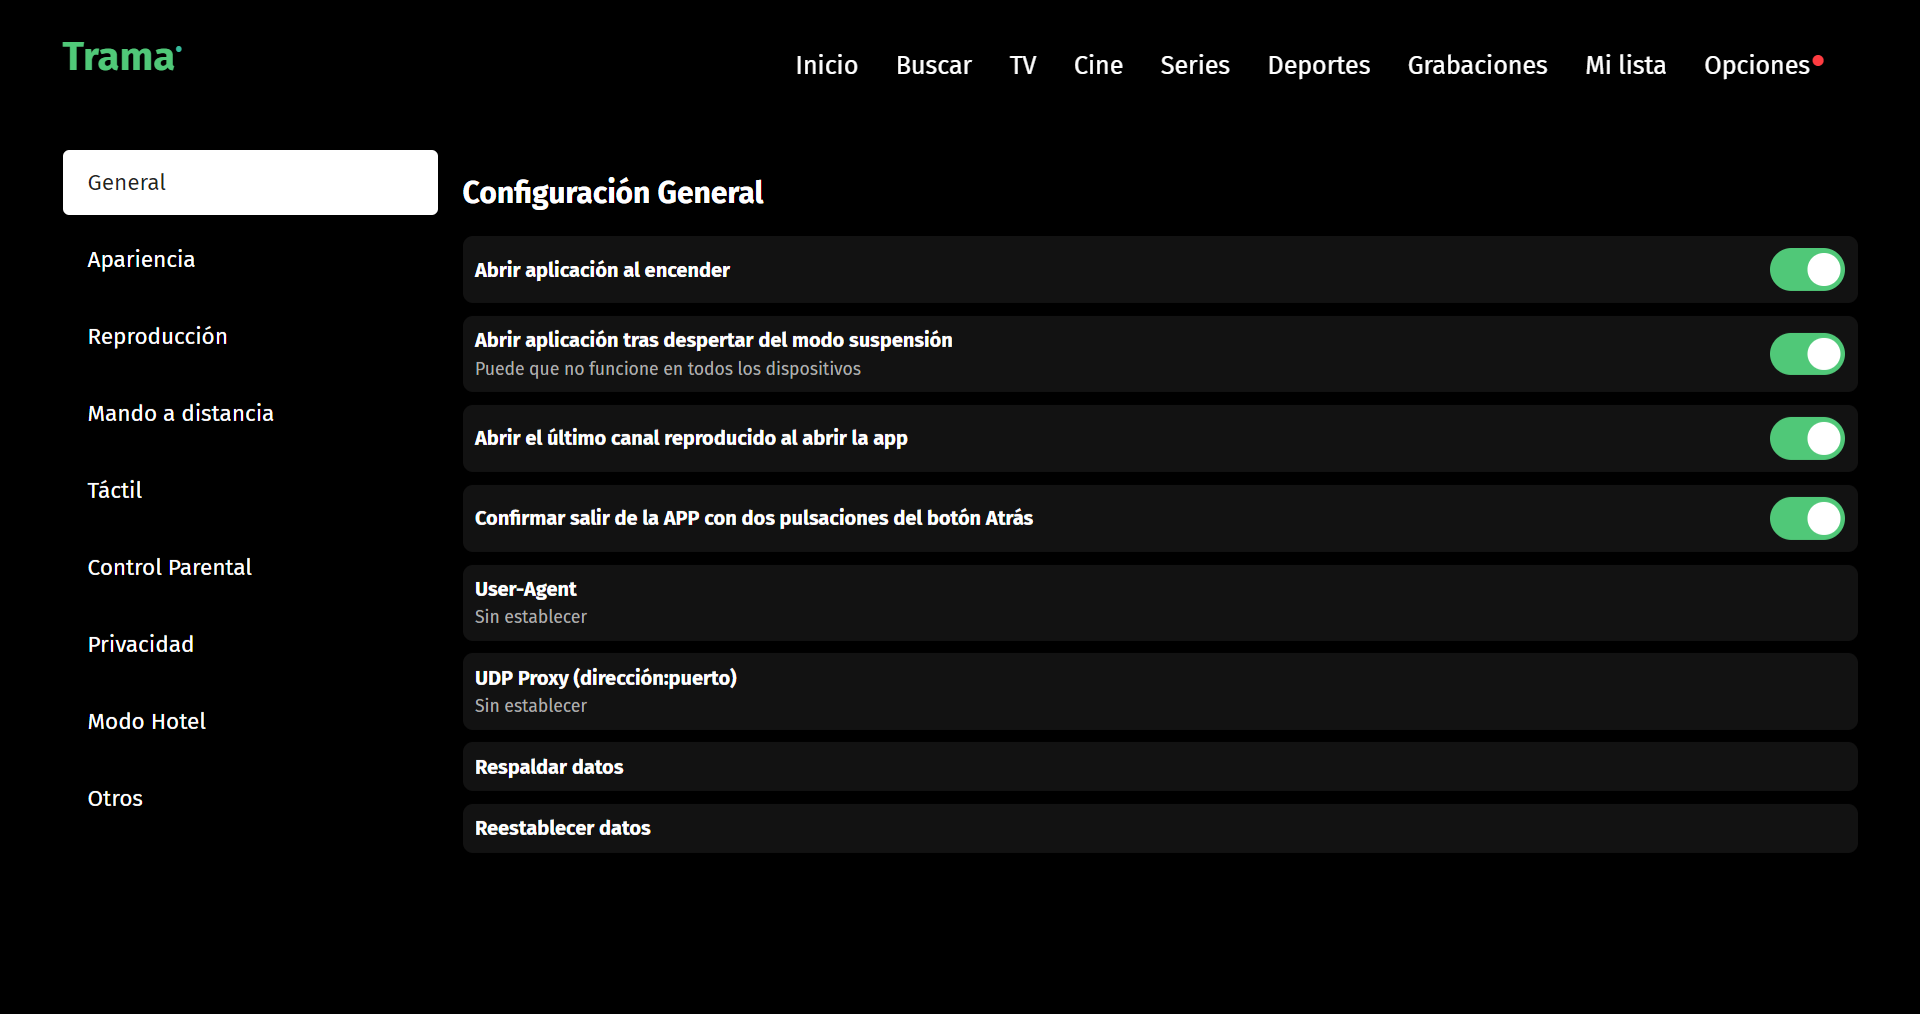 Trama
Inicio Buscar TV Cine Series Deportes Grabaciones Mi lista Opciones
General
Apariencia
Reproducción
Mando a distancia
Táctil
Control Parental
Privacidad
Modo Hotel
Otros
Configuración General
Abrir aplicación al encender
Abrir aplicación tras despertar del modo suspensión
Puede que no funcione en todos los dispositivos
Abrir el último canal reproducido al abrir la app
Confirmar salir de la APP con dos pulsaciones del botón Atrás
User-Agent
Sin establecer
UDP Proxy (dirección:puerto)
Sin establecer
Respaldar datos
Reestablecer datos